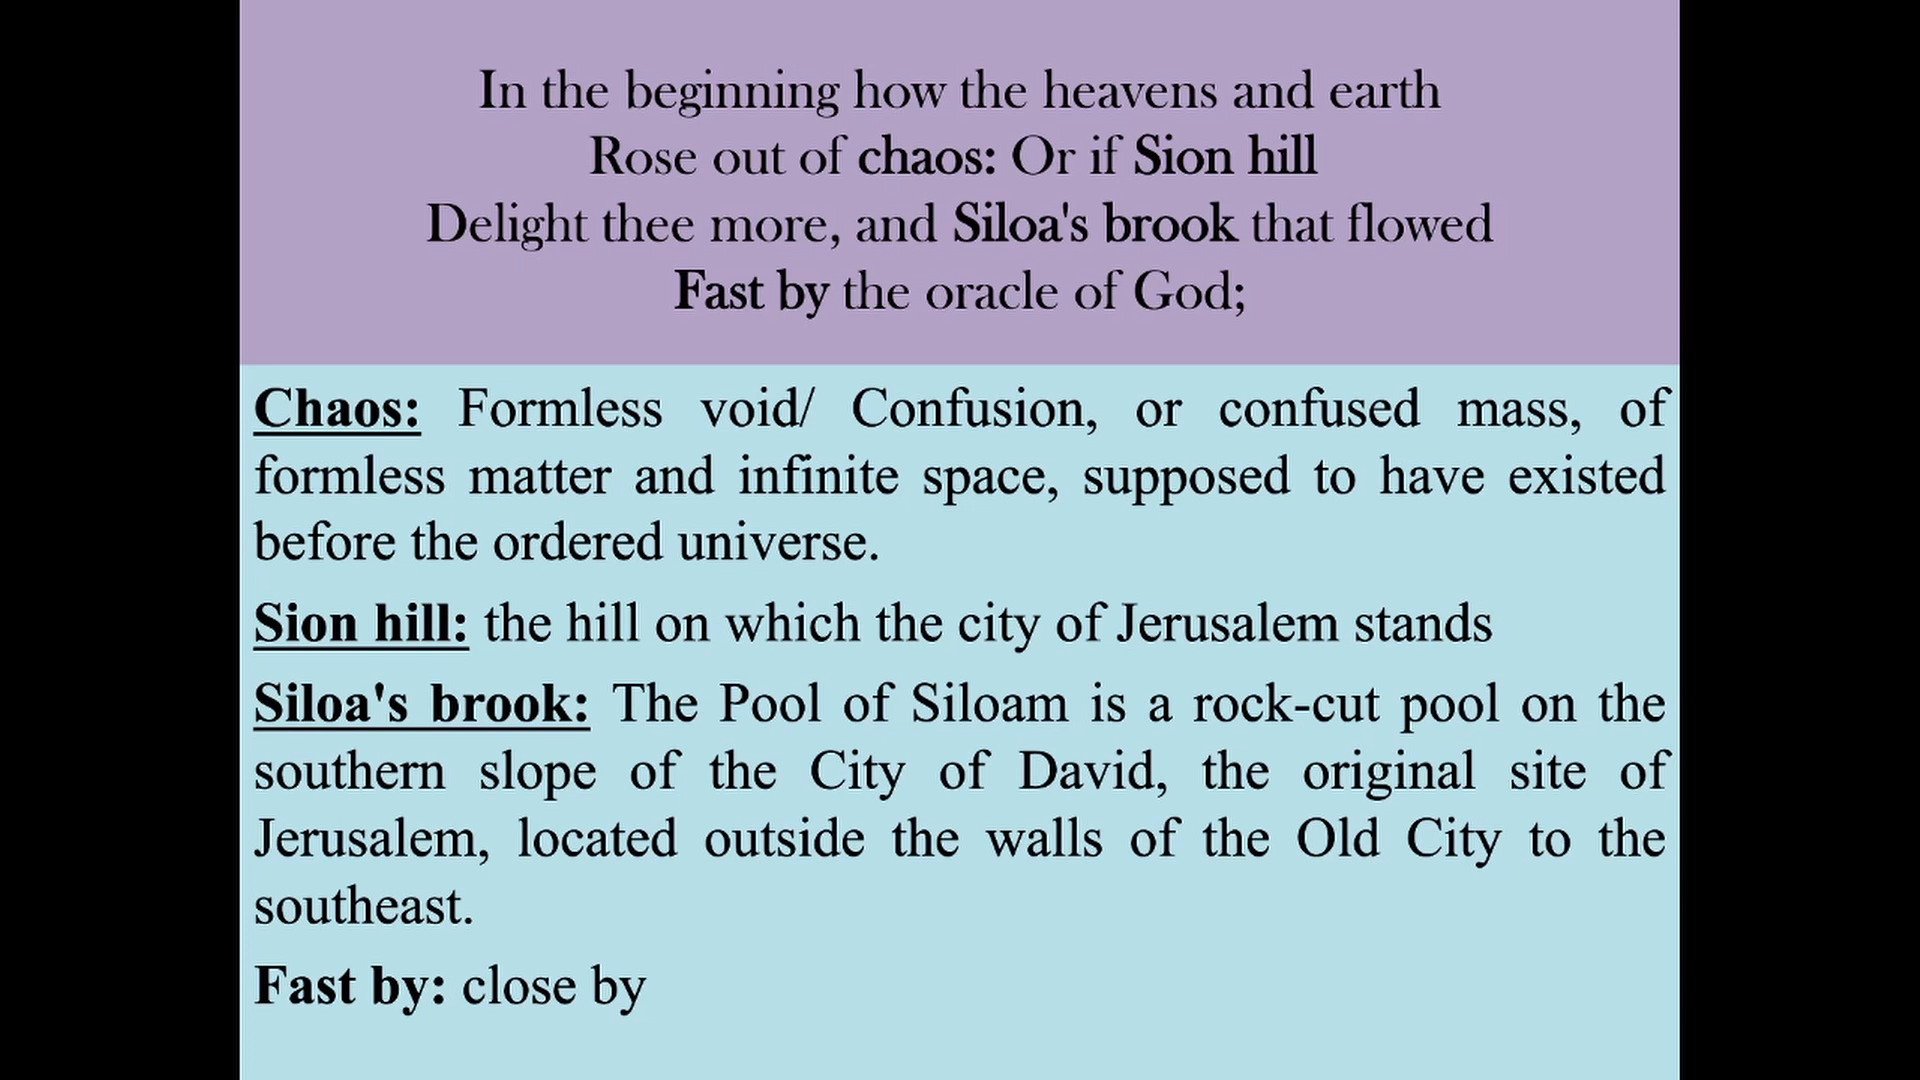 In the beginning how the heavens and earth
Rose out of chaos: Or if Sion hill
Delight thee more, and Siloa's brook that flowed
Fast by the oracle of God;
Chaos: Formless void/ Confusion, or confused mass, of
formless matter and infinite space, supposed to have existed
before the ordered universe.
Sion hill: the hill on which the city of Jerusalem stands
Siloa's brook: The Pool of Siloam is a rock-cut pool on the
southern slope of the City of David, the original site of
Jerusalem, located outside the walls of the Old City to the
southeast.
Fast by: close by